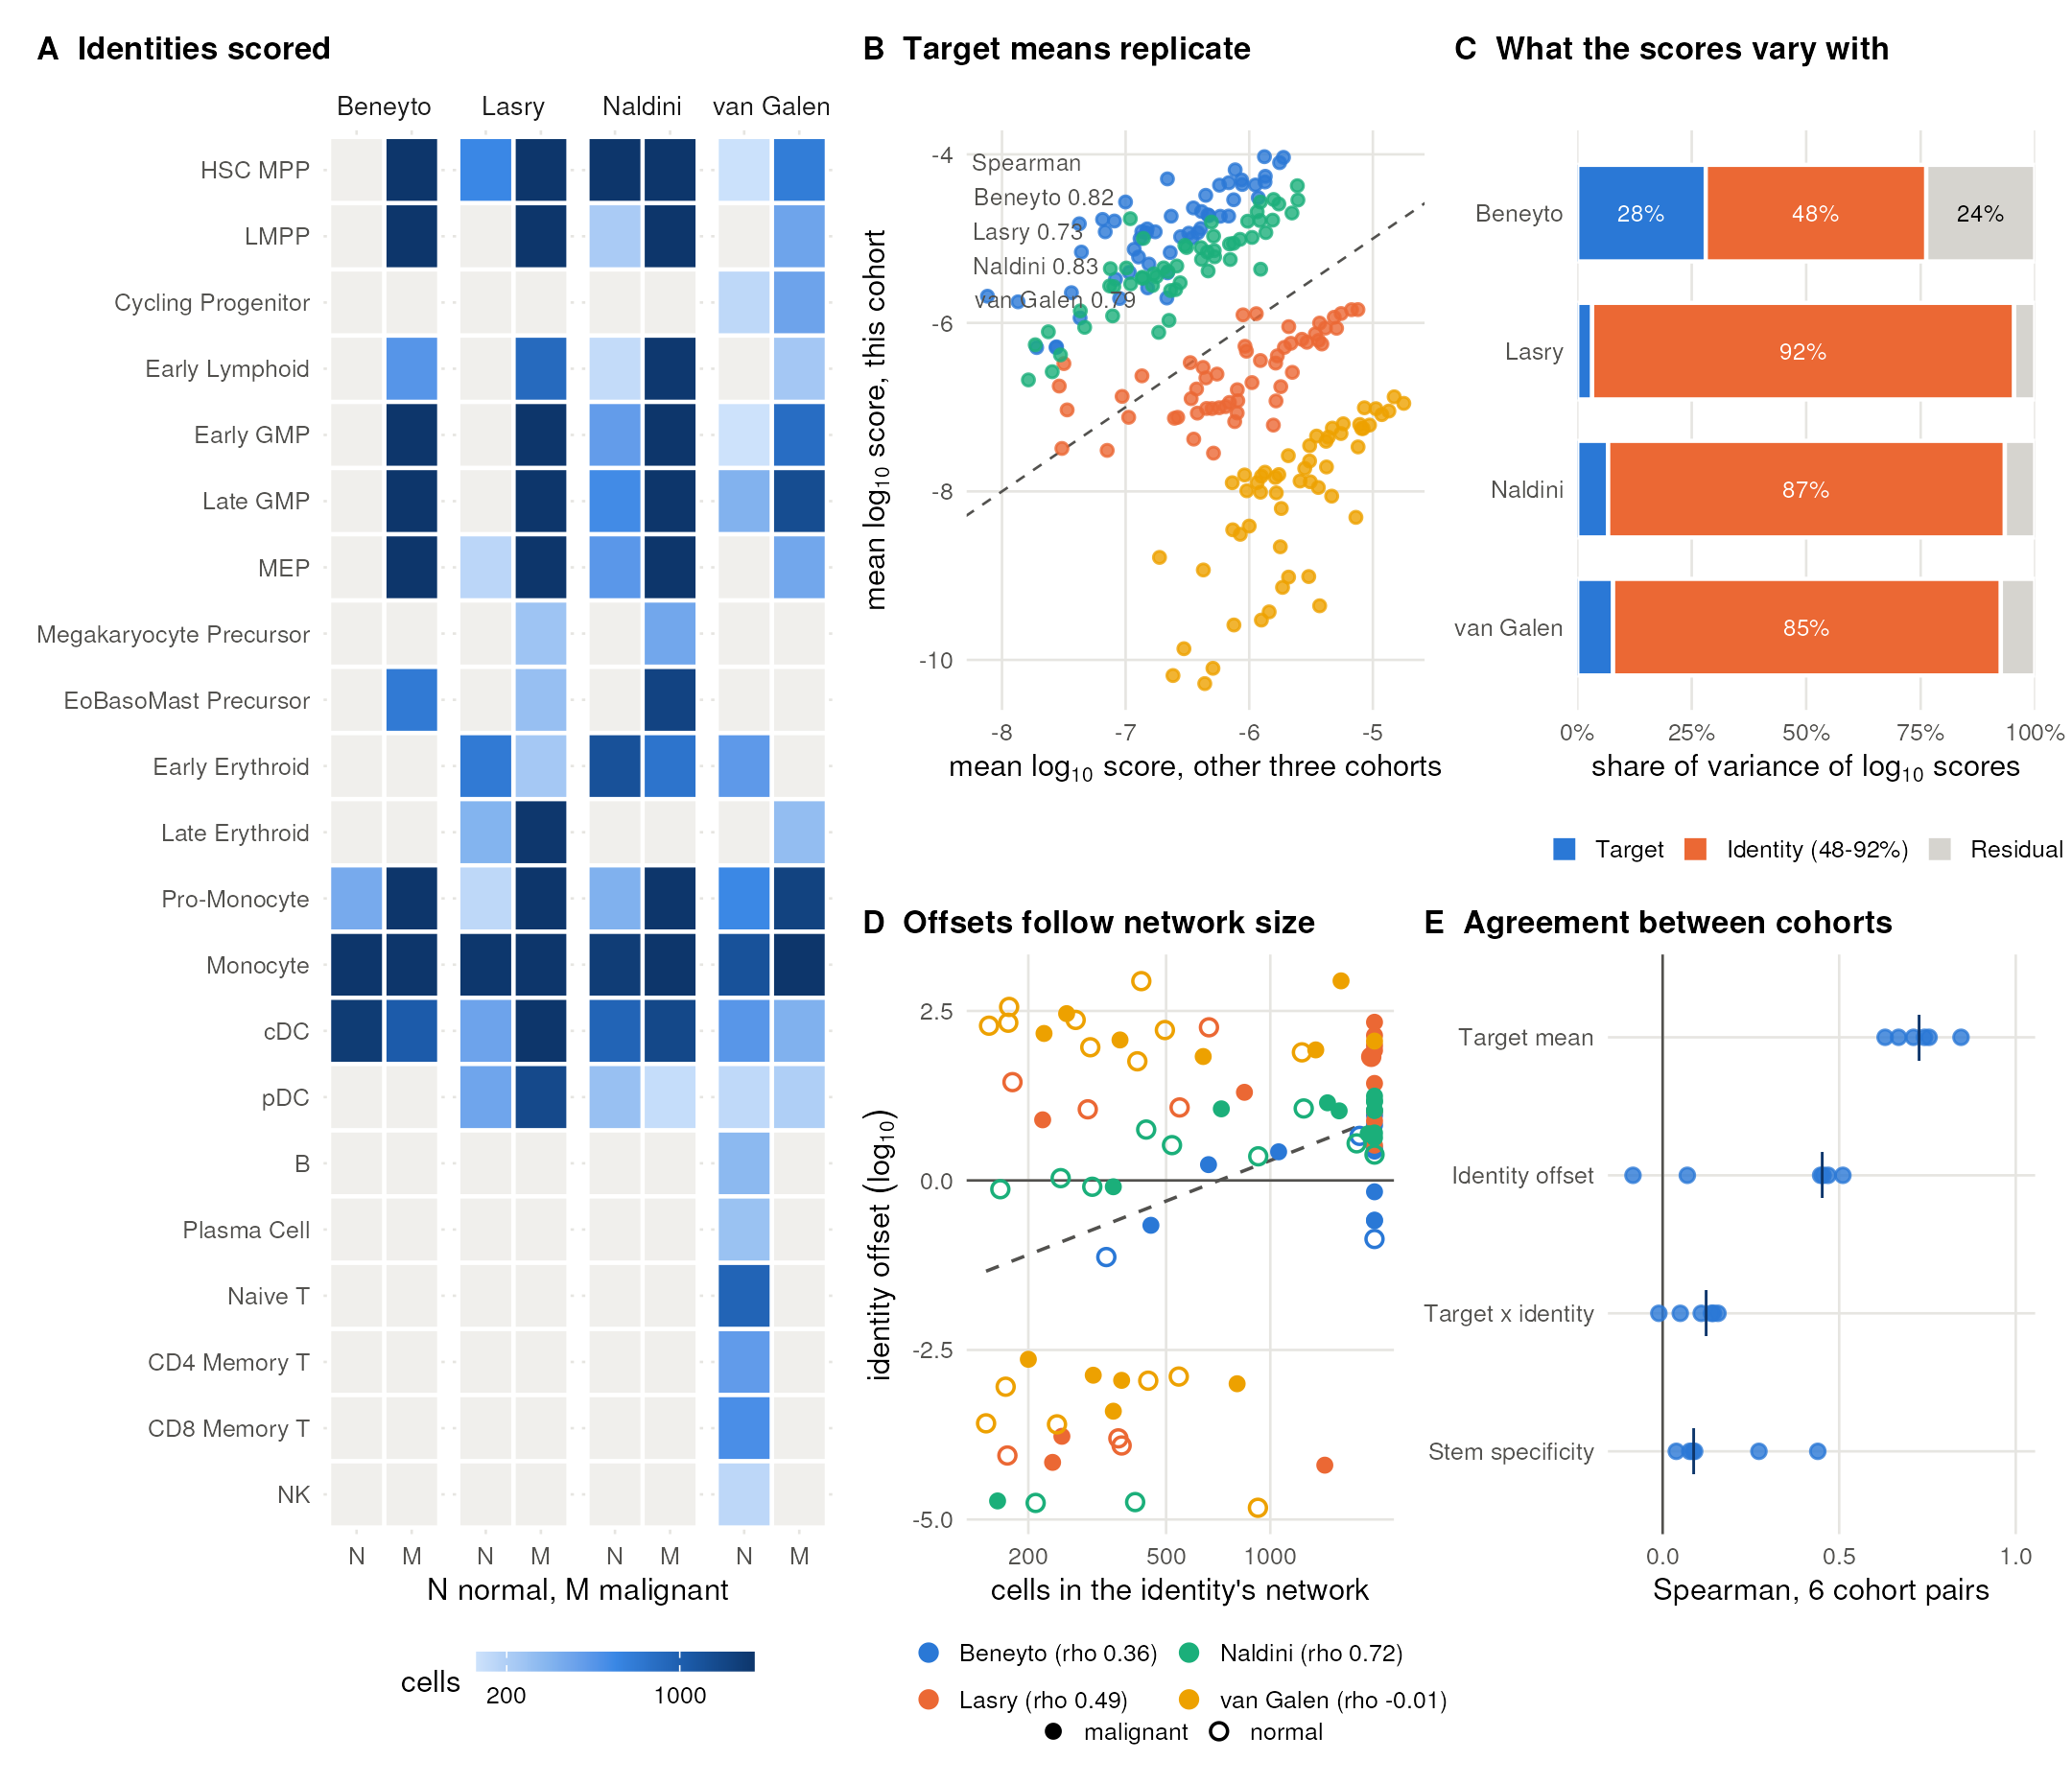 A Identities scored
Beneyto Lasry Naldini van Galen
HSC MPP
LMPP
Cycling Progenitor
Early Lymphoid
Early GMP
Late GMP
MEP
Megakaryocyte Precursor
EoBasoMast Precursor
Early Erythroid
Late Erythroid
Pro-Monocyte
Monocyte
cDC
pDC
B
Plasma Cell
Naive T
CD4 Memory T
CD8 Memory T
NK
N M N M N M N M
N normal, M malignant
cells
200 1000
B Target means replicate
mean log10 score, this cohort
-4
-6
-8
-10
Spearman
Beneyto 0.82
Lasry 0.73
Naldini 0.83
van Galen 0.79
-8 -7 -6 -5
mean log10 score, other three cohorts
C What the scores vary with
Beneyto 28% 48% 24%
Lasry 92%
Naldini 87%
van Galen 85%
0% 25% 50% 75% 100%
share of variance of log10 scores
Target Identity (48-92%) Residual
D Offsets follow network size
identity offset (log10)
2.5
0.0
-2.5
-5.0
200 500 1000
cells in the identity's network
Beneyto (rho 0.36) Naldini (rho 0.72)
Lasry (rho 0.49) van Galen (rho -0.01)
malignant normal
E Agreement between cohorts
Target mean
Identity offset
Target x identity
Stem specificity
0.0 0.5 1.0
Spearman, 6 cohort pairs